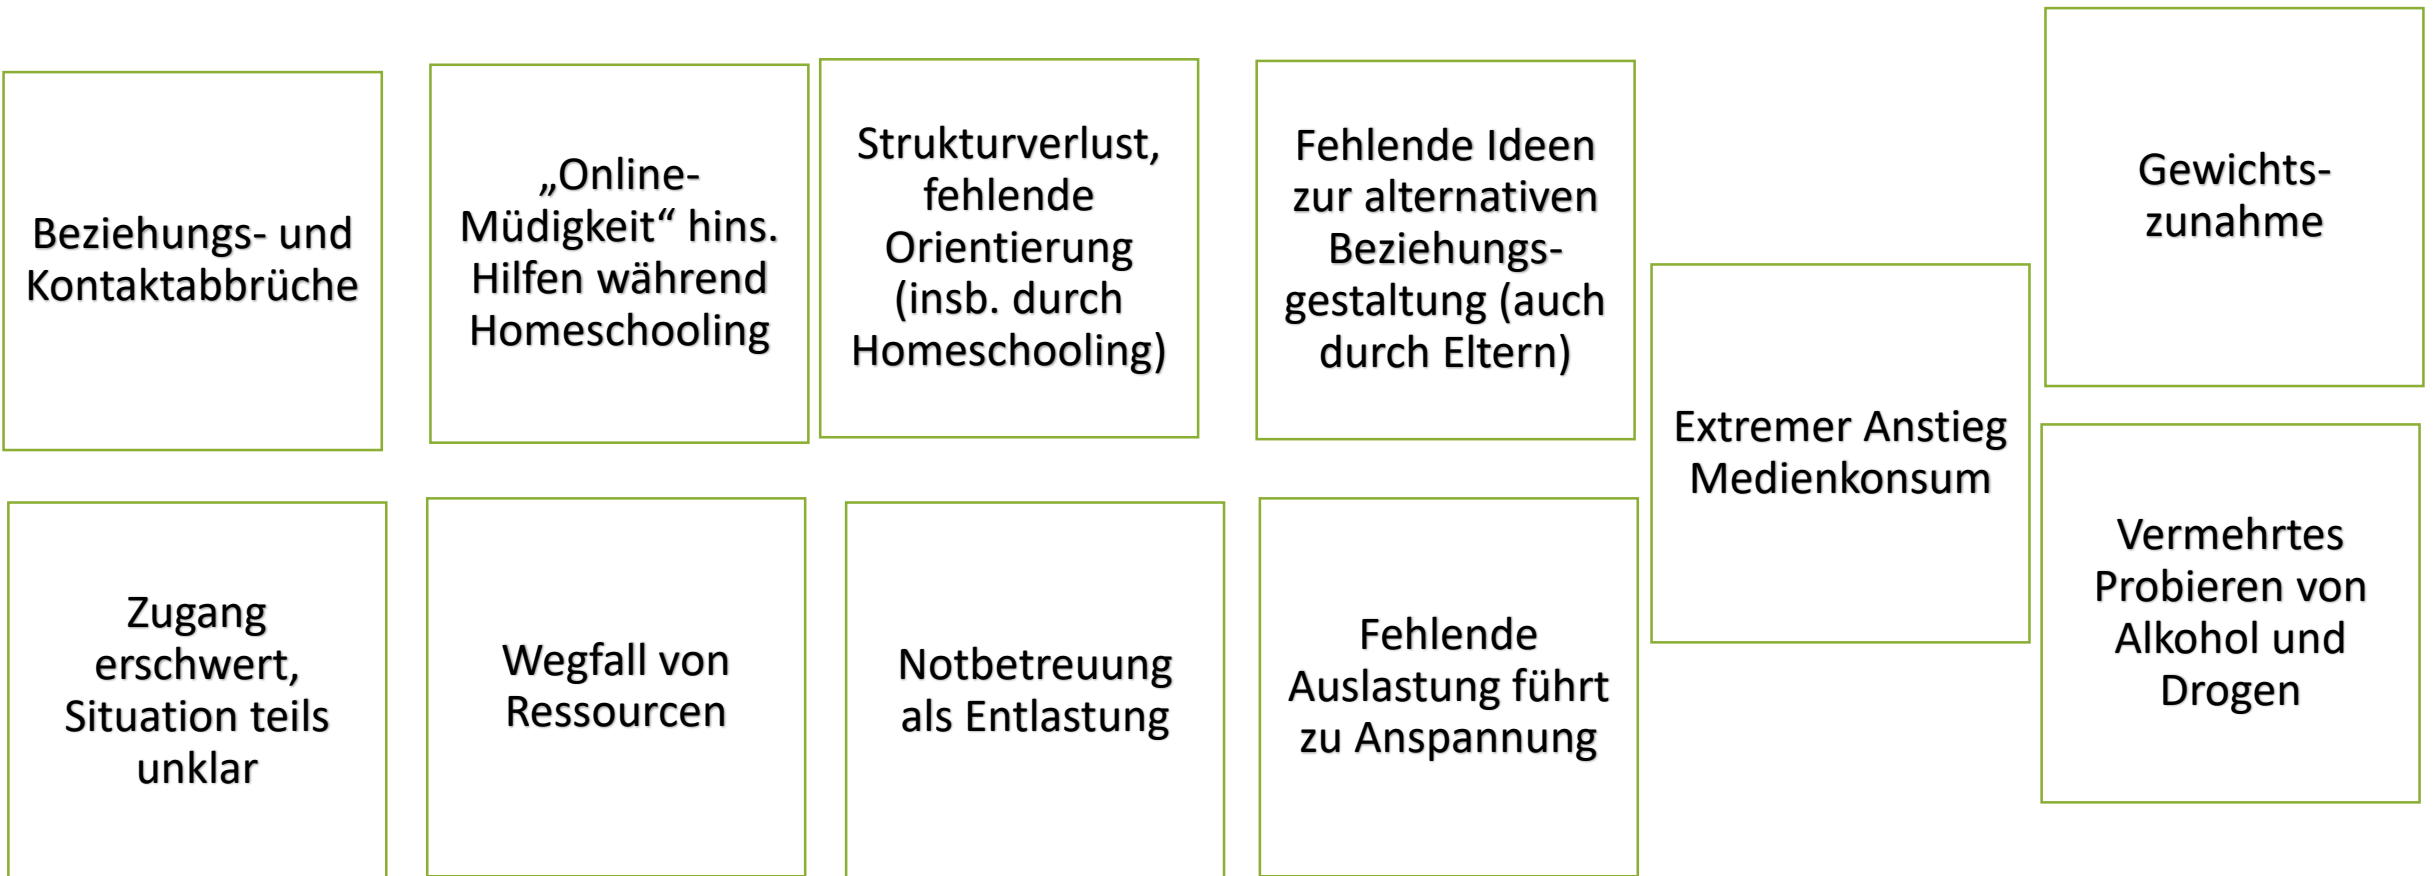 Beziehungs- und
Kontaktabbrüche
„Online-
Müdigkeit“ hins.
Hilfen während
Homeschooling
Strukturverlust,
fehlende
Orientierung
(insb. durch
Homeschooling)
Fehlende Ideen
zur alternativen
Beziehungs-
gestaltung (auch
durch Eltern)
Extremer Anstieg
Medienkonsum
Gewichts-
zunahme
Zugang
erschwert,
Situation teils
unklar
Wegfall von
Ressourcen
Notbetreuung
als Entlastung
Fehlende
Auslastung führt
zu Anspannung
Vermehrtes
Probieren von
Alkohol und
Drogen